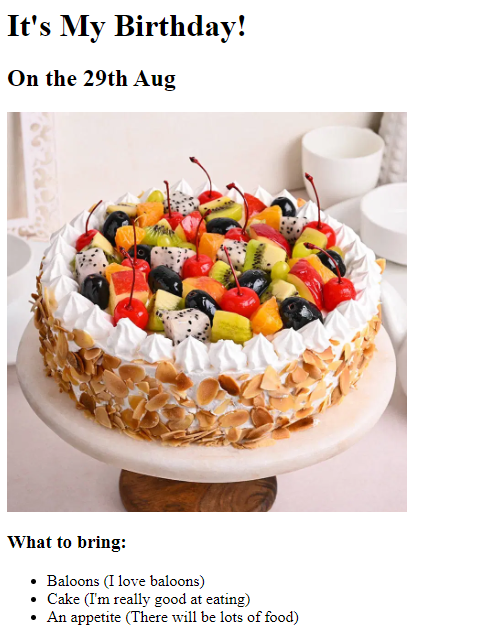 It's My Birthday!
On the 29th Aug
What to bring:
Baloons (I love baloons)
Cake (I'm really good at eating)
An appetite (There will be lots of food)